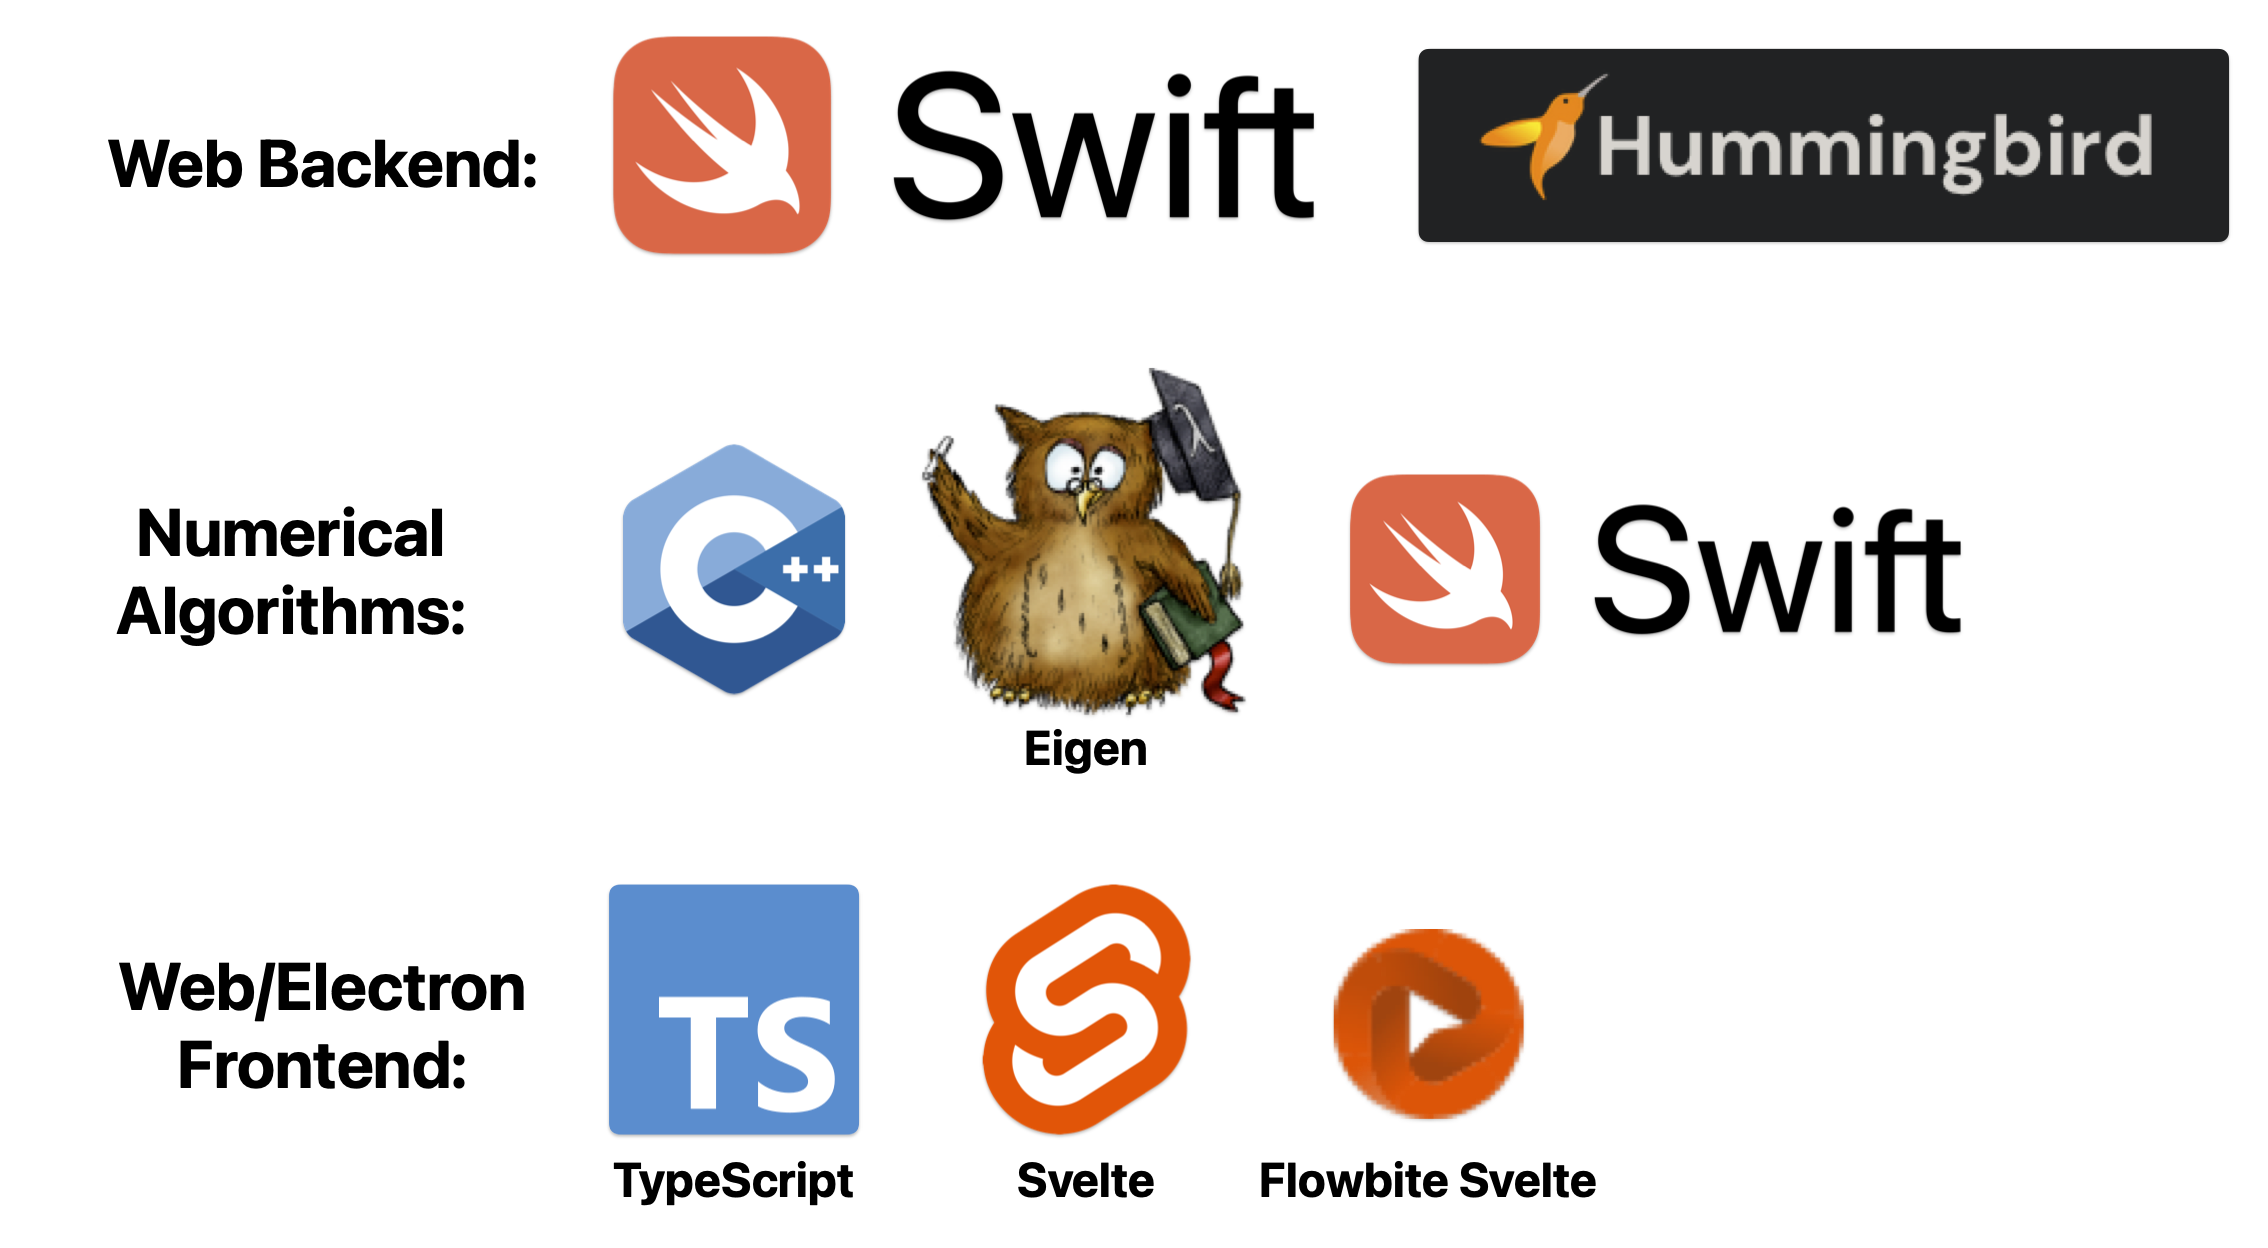 Web Backend:
Swift
Hummingbird
Numerical
Algorithms:
C++
λ
Eigen
Swift
Web/Electron
Frontend:
TS
TypeScript
Svelte
Flowbite Svelte